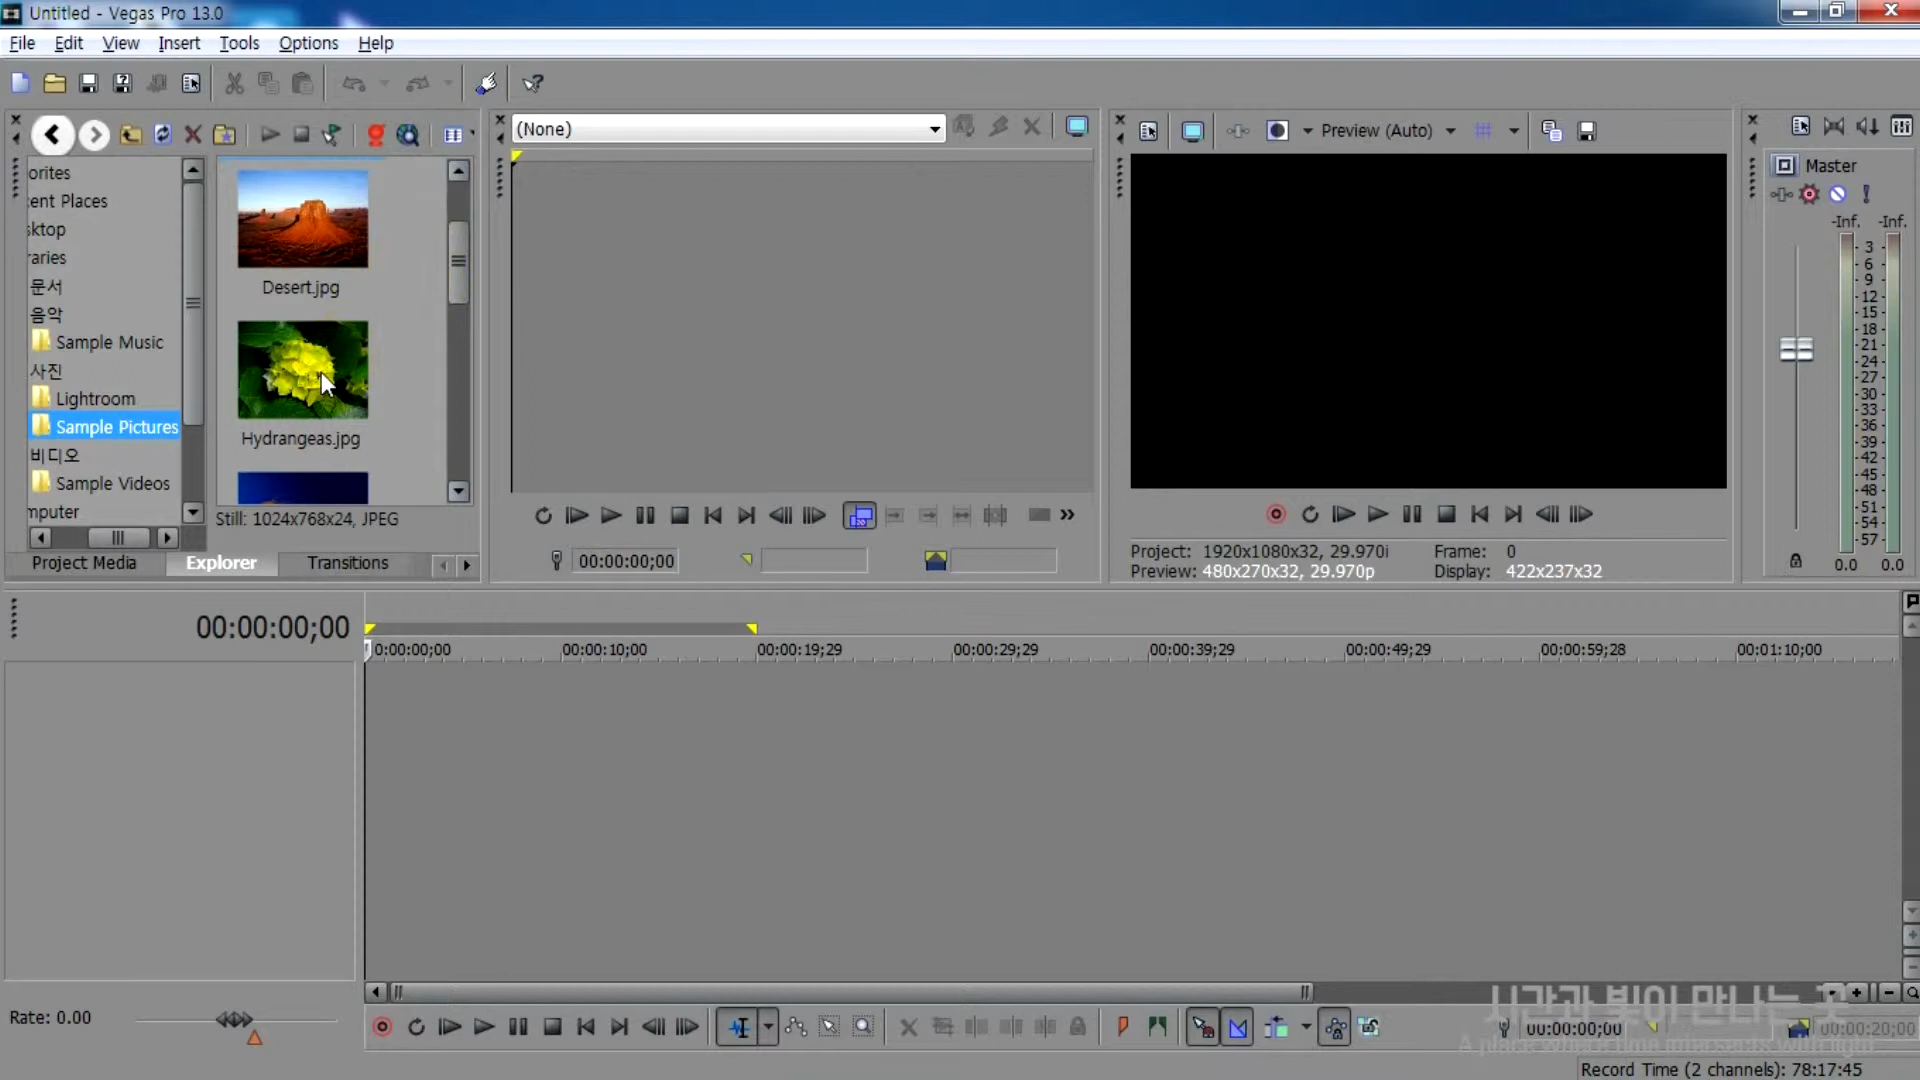 Untitled - Vegas Pro 13.0
File Edit View Insert Tools Options Help
(None)
Preview (Auto)
Master
-Inf. -Inf.
orites
ent Places
sktop
raries
문서
음악
Sample Music
사진
Lightroom
Sample Pictures
비디오
Sample Videos
mputer
Desert.jpg
Hydrangeas.jpg
Still: 1024x768x24, JPEG
Project Media Explorer Transitions
00:00:00;00
Project: 1920x1080x32, 29.970i Frame: 0
Preview: 480x270x32, 29.970p Display: 422x237x32
3
6
9
12
15
18
21
24
27
30
33
36
39
42
45
48
51
54
57
0.0 0.0
00:00:00;00
0:00:00;00 00:00:10;00 00:00:19;29 00:00:29;29 00:00:39;29 00:00:49;29 00:00:59;28 00:01:10;00
Rate: 0.00
시간과 빛이 만나는 곳
A place where time intersects with light
00:00:00;00 00:00:20;00
Record Time (2 channels): 78:17:45